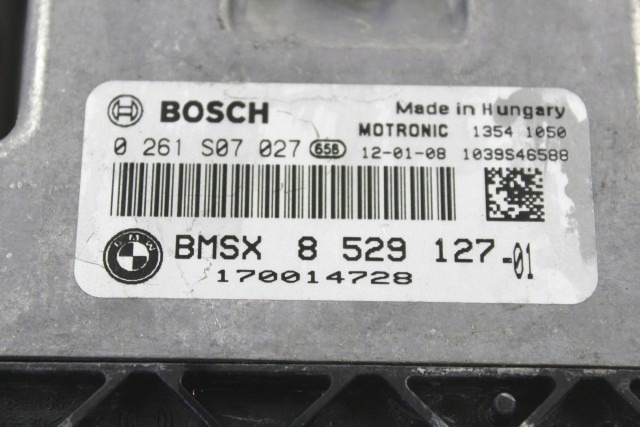 BOSCH Made in Hungary
MOTRONIC 1354 1050
0 261 S07 027 658 12-01-08 1039S46588
BMW BMSX 8 529 127-01
170014728